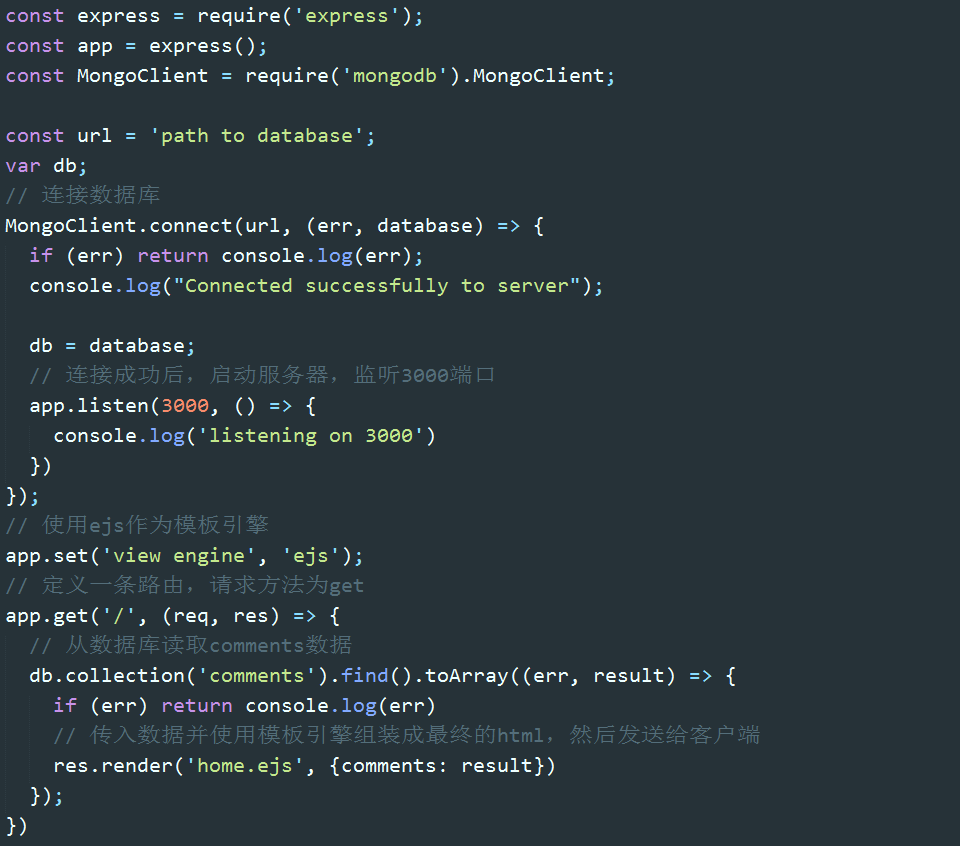 const express = require('express');
const app = express();
const MongoClient = require('mongodb').MongoClient;

const url = 'path to database';
var db;
// 连接数据库
MongoClient.connect(url, (err, database) => {
  if (err) return console.log(err);
  console.log("Connected successfully to server");

  db = database;
  // 连接成功后，启动服务器，监听3000端口
  app.listen(3000, () => {
    console.log('listening on 3000')
  })
});
// 使用ejs作为模板引擎
app.set('view engine', 'ejs');
// 定义一条路由，请求方法为get
app.get('/', (req, res) => {
  // 从数据库读取comments数据
  db.collection('comments').find().toArray((err, result) => {
    if (err) return console.log(err)
    // 传入数据并使用模板引擎组装成最终的html，然后发送给客户端
    res.render('home.ejs', {comments: result})
  });
})